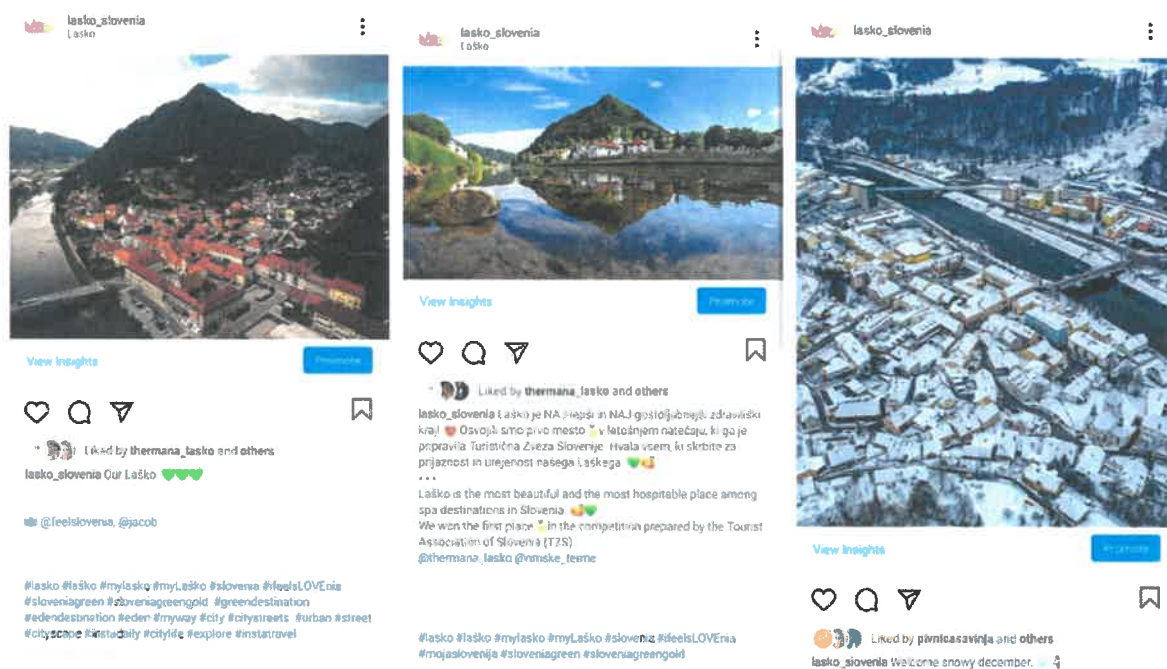 lasko_slovenia
Lasko
View Insights
Promote
Liked by thermana_lasko and others
lasko_slovenia Our Laško
@feelslovenia, @jacob
#lasko #laško #mylasko #myLaško #slovenia #ifeelsLOVEnia
#sloveniagreen #sloveniagreengold #greendestination
#edendestination #eden #myway #city #citystreets #urban #street
#cityscape #instadaily #citylife #explore #instatravel
lasko_slovenia
Laško
View Insights
Promote
Liked by thermana_lasko and others
lasko_slovenia Laško je NAJlepši in NAJ gostoljubnejši zdraviliški
kraj! Osvojili smo prvo mesto v letošnjem natečaju, ki ga je
pripravila Turistična Zveza Slovenije. Hvala vsem, ki skrbite za
prijaznost in urejenost našega Laškega.
•••
Laško is the most beautiful and the most hospitable place among
spa destinations in Slovenia.
We won the first place in the competition prepared by the Tourist
Association of Slovenia (TZS)
@thermana_lasko @rimske_terme
#lasko #laško #mylasko #myLaško #slovenia #ifeelsLOVEnia
#mojaslovenija #sloveniagreen #sloveniagreengold
lasko_slovenia
View Insights
Promote
Liked by pivnicasavinja and others
lasko_slovenia Welcome snowy december.